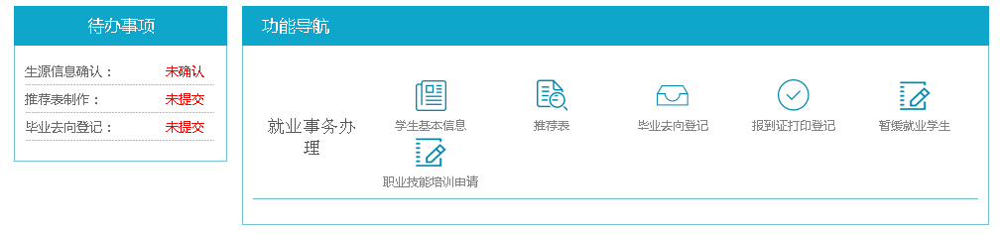 待办事项
生源信息确认： 未确认
推荐表制作： 未提交
毕业去向登记： 未提交
功能导航
就业事务办
理
学生基本信息
推荐表
毕业去向登记
报到证打印登记
暂缓就业学生
职业技能培训申请